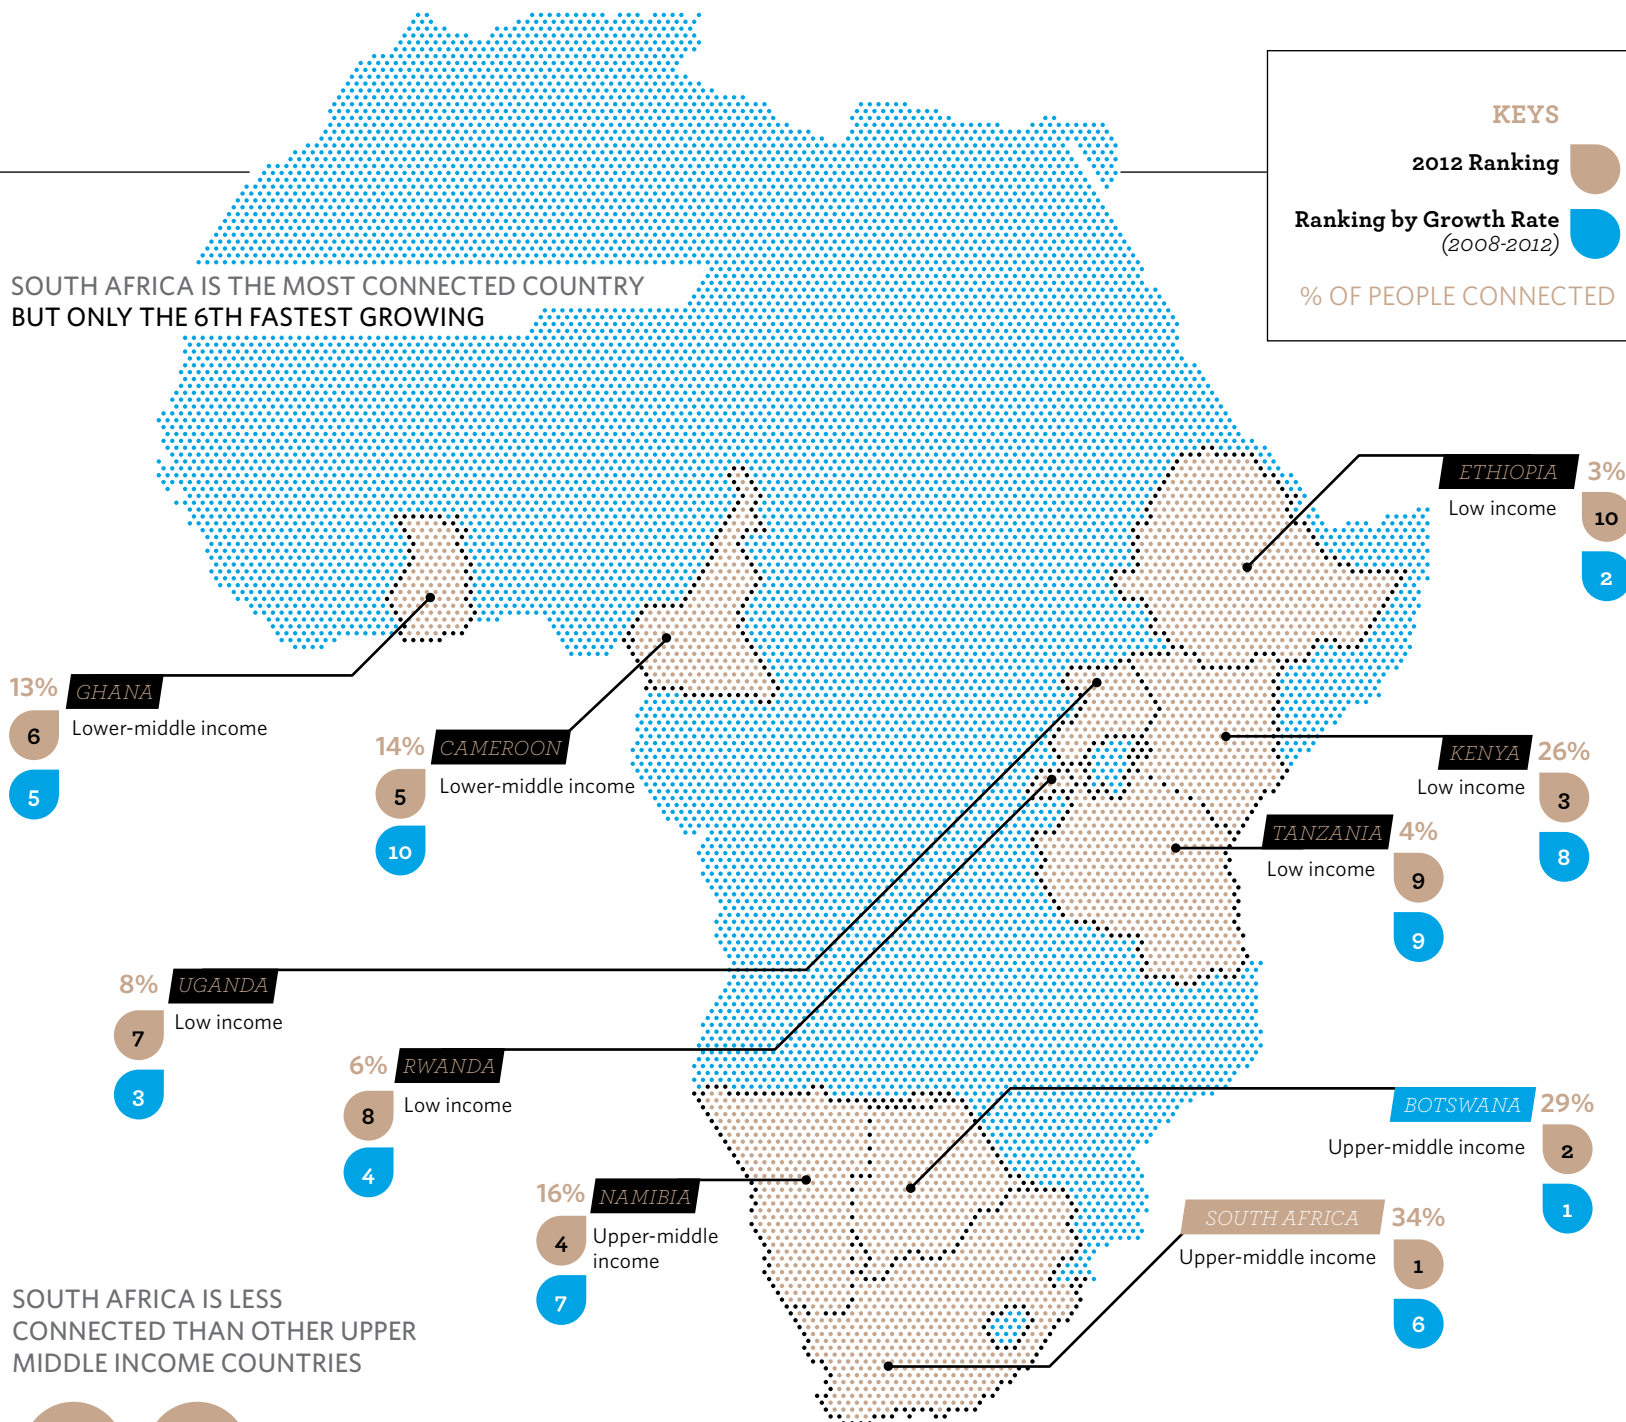 KEYS
2012 Ranking
Ranking by Growth Rate
(2008-2012)
% OF PEOPLE CONNECTED
SOUTH AFRICA IS THE MOST CONNECTED COUNTRY
BUT ONLY THE 6TH FASTEST GROWING
ETHIOPIA 3%
Low income
10
2
13% GHANA
Lower-middle income
6
5
14% CAMEROON
Lower-middle income
5
10
KENYA 26%
Low income
3
8
TANZANIA 4%
Low income
9
9
8% UGANDA
Low income
7
3
6% RWANDA
Low income
8
4
BOTSWANA 29%
Upper-middle income
2
1
16% NAMIBIA
Upper-middle
income
4
7
SOUTH AFRICA 34%
Upper-middle income
1
6
SOUTH AFRICA IS LESS
CONNECTED THAN OTHER UPPER
MIDDLE INCOME COUNTRIES